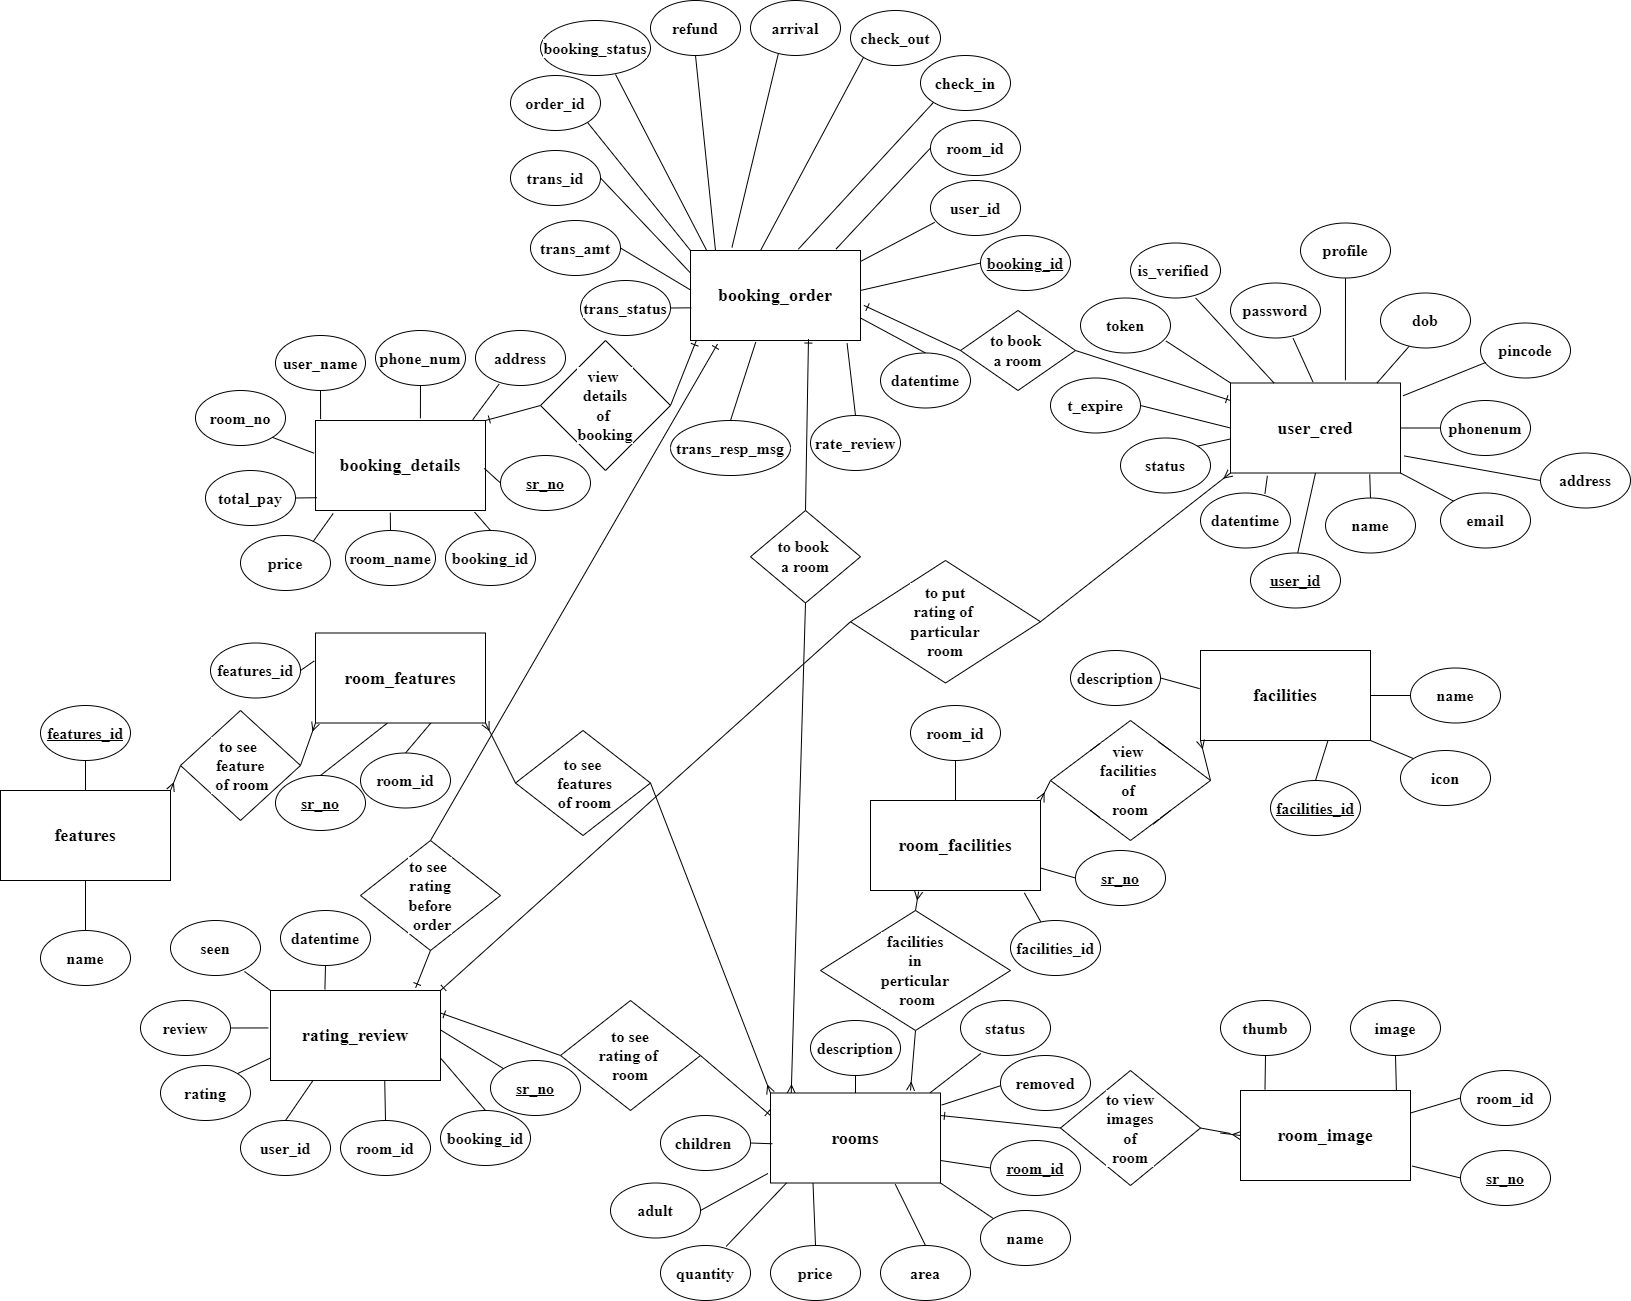 refund
arrival
check_out
booking_status
check_in
order_id
room_id
trans_id
user_id
trans_amt
booking_id
booking_order
trans_status
datentime
trans_resp_msg
rate_review
to book
a room
profile
is_verified
password
token
dob
pincode
t_expire
user_cred
phonenum
status
address
datentime
name
email
user_id
user_name
phone_num
address
view
details
of
booking
room_no
booking_details
sr_no
total_pay
price
room_name
booking_id
to book
a room
to put
rating of
particular
room
features_id
room_features
features_id
to see
feature
of room
sr_no
room_id
to see
features
of room
features
name
description
facilities
name
room_id
view
facilities
of
room
icon
facilities_id
room_facilities
sr_no
facilities_id
to see
rating
before
order
facilities
in
perticular
room
seen
datentime
review
rating_review
rating
sr_no
user_id
room_id
booking_id
to see
rating of
room
description
status
removed
children
rooms
room_id
adult
name
quantity
price
area
to view
images
of
room
thumb
image
room_id
room_image
sr_no